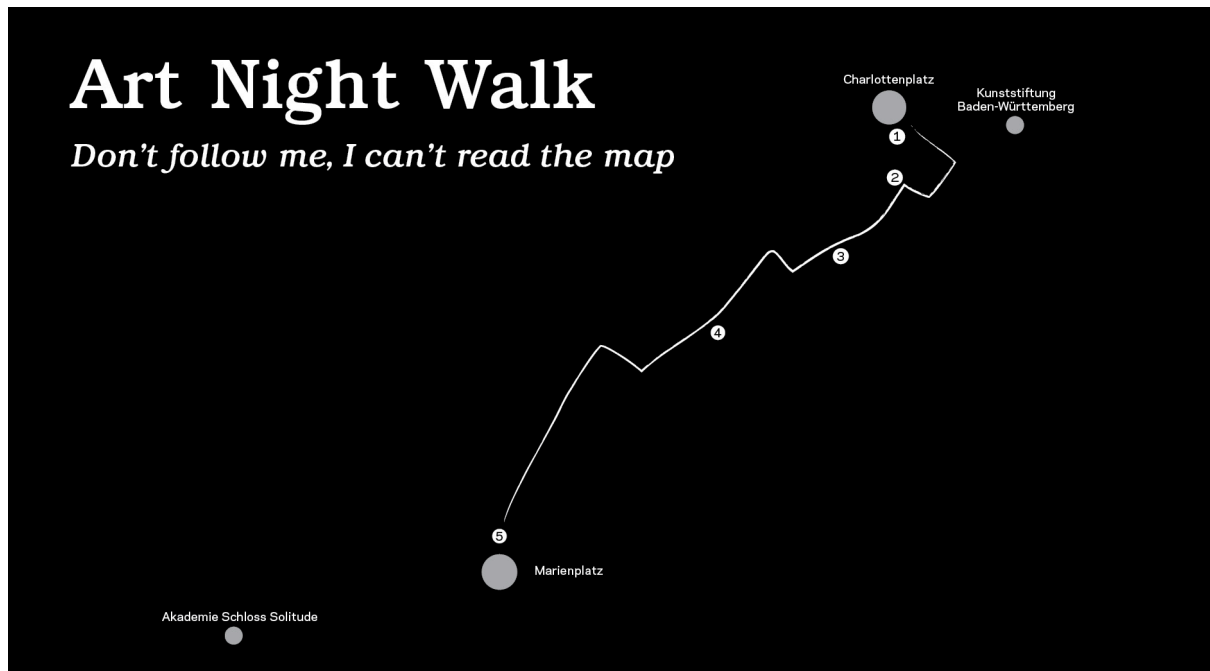 Art Night Walk
Don't follow me, I can't read the map
Charlottenplatz
Kunststiftung
Baden-Württemberg
1
2
3
4
5
Marienplatz
Akademie Schloss Solitude